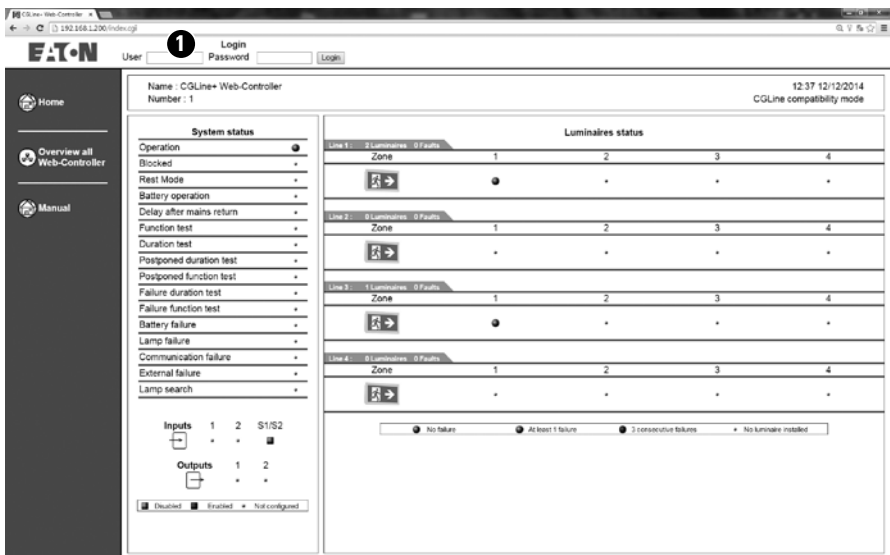 CGLine+ Web-Controller
192.168.1.200/index.cgi
EATON
Login
User
Password
Login
1
Home
Overview all
Web-Controller
Manual
Name : CGLine+ Web-Controller
Number : 1
12:37 12/12/2014
CGLine compatibility mode
System status
Operation
Blocked
Rest Mode
Battery operation
Delay after mains return
Function test
Duration test
Postponed duration test
Postponed function test
Failure duration test
Failure function test
Battery failure
Lamp failure
Communication failure
External failure
Lamp search
Inputs 1 2 S1/S2
Outputs 1 2
Disabled Enabled Not configured
Luminaires status
Line 1 : 2 Luminaires 0 Faults
Zone 1 2 3 4
Line 2 : 0 Luminaires 0 Faults
Zone 1 2 3 4
Line 3 : 1 Luminaires 0 Faults
Zone 1 2 3 4
Line 4 : 0 Luminaires 0 Faults
Zone 1 2 3 4
No failure At least 1 failure 3 consecutive failures No luminaire installed